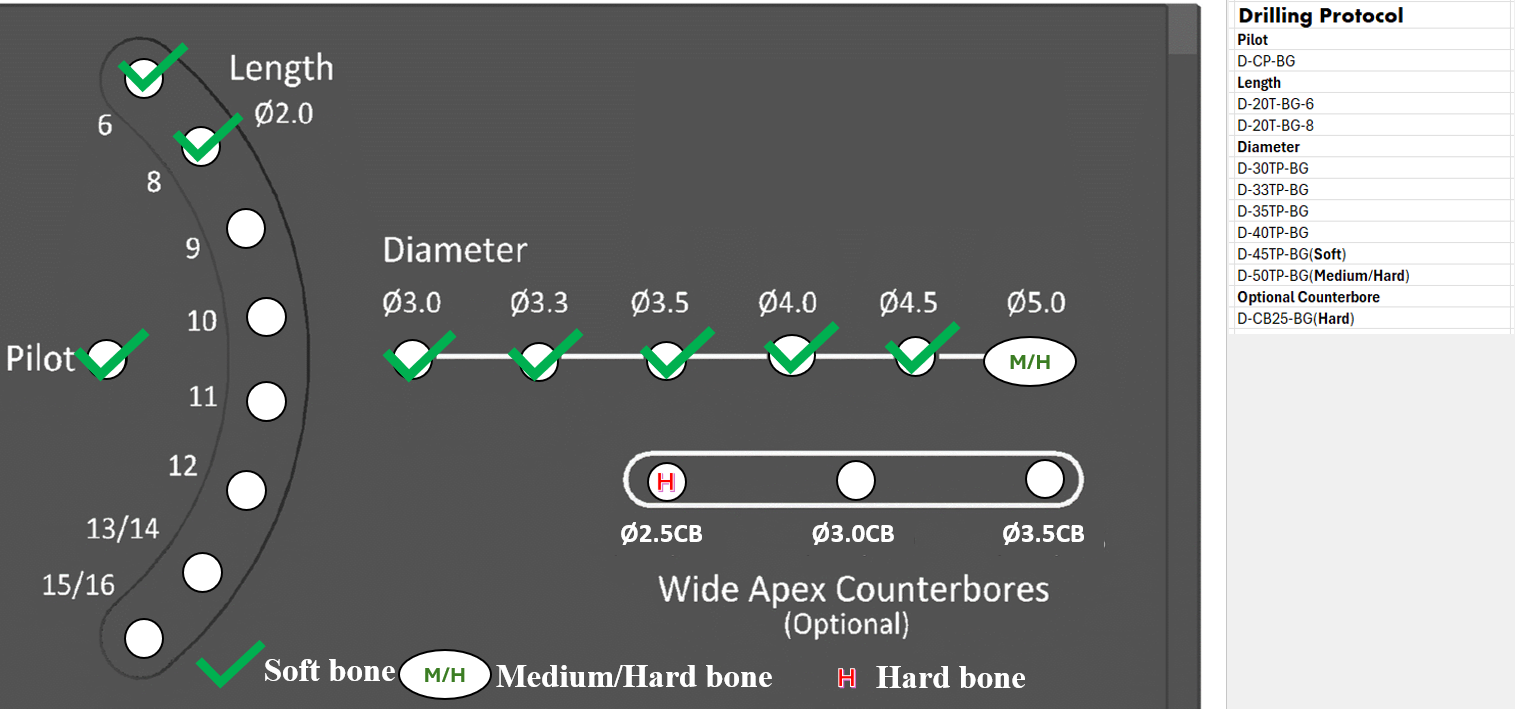 Length
Ø2.0
6
8
9
10
11
12
13/14
15/16
Pilot
Diameter
Ø3.0 Ø3.3 Ø3.5 Ø4.0 Ø4.5 Ø5.0
M/H
H
Ø2.5CB Ø3.0CB Ø3.5CB
Wide Apex Counterbores
(Optional)
Soft bone M/H Medium/Hard bone H Hard bone
Drilling Protocol
Pilot
D-CP-BG
Length
D-20T-BG-6
D-20T-BG-8
Diameter
D-30TP-BG
D-33TP-BG
D-35TP-BG
D-40TP-BG
D-45TP-BG(Soft)
D-50TP-BG(Medium/Hard)
Optional Counterbore
D-CB25-BG(Hard)